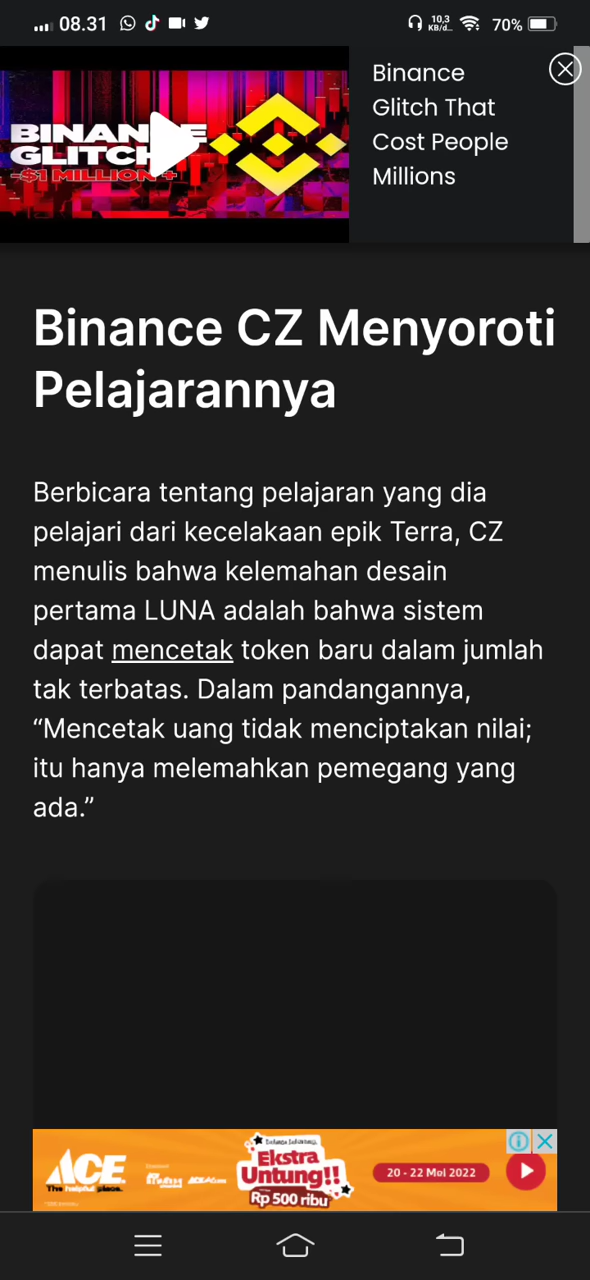 08.31
10,3
KB/d...
70%
BINANCE
GLITCH
-$1 MILLION +
Binance
Glitch That
Cost People
Millions
Binance CZ Menyoroti
Pelajarannya
Berbicara tentang pelajaran yang dia
pelajari dari kecelakaan epik Terra, CZ
menulis bahwa kelemahan desain
pertama LUNA adalah bahwa sistem
dapat mencetak token baru dalam jumlah
tak terbatas. Dalam pandangannya,
“Mencetak uang tidak menciptakan nilai;
itu hanya melemahkan pemegang yang
ada.”
ACE
The helpful place.
Ekstra
Untung!!
Rp 500 ribu
20 - 22 Mei 2022